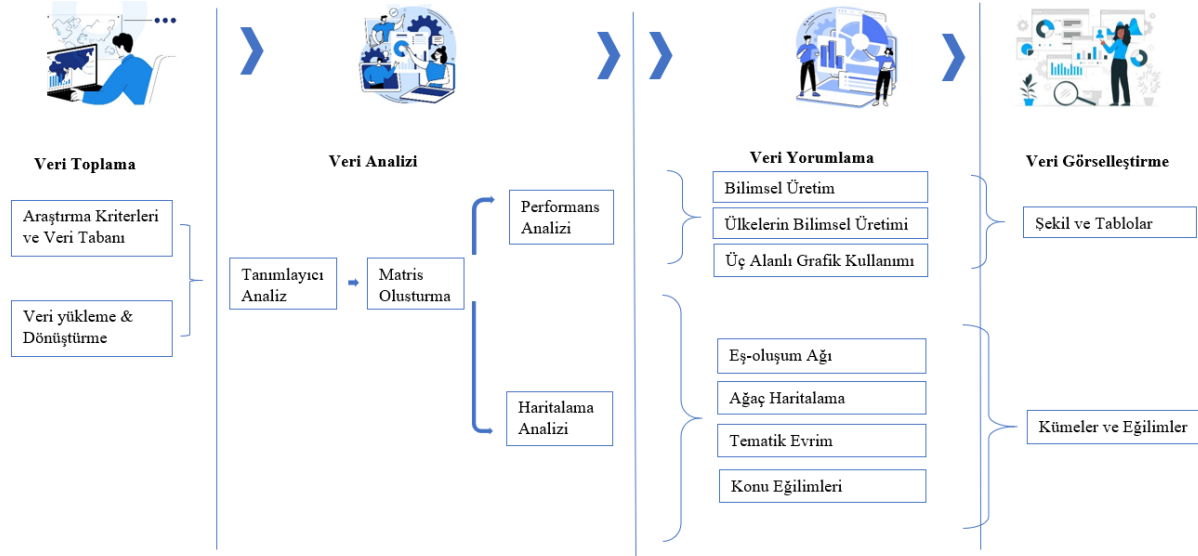 Veri Toplama
Araştırma Kriterleri
ve Veri Tabanı
Veri yükleme &
Dönüştürme
Veri Analizi
Tanımlayıcı
Analiz
Matris
Olusturma
Performans
Analizi
Haritalama
Analizi
Veri Yorumlama
Bilimsel Üretim
Ülkelerin Bilimsel Üretimi
Üç Alanlı Grafik Kullanımı
Eş-oluşum Ağı
Ağaç Haritalama
Tematik Evrim
Konu Eğilimleri
Veri Görselleştirme
Şekil ve Tablolar
Kümeler ve Eğilimler